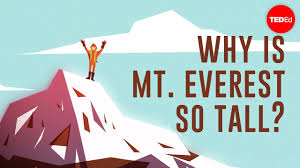 TEDEd
WHY IS
MT. EVEREST
SO TALL?